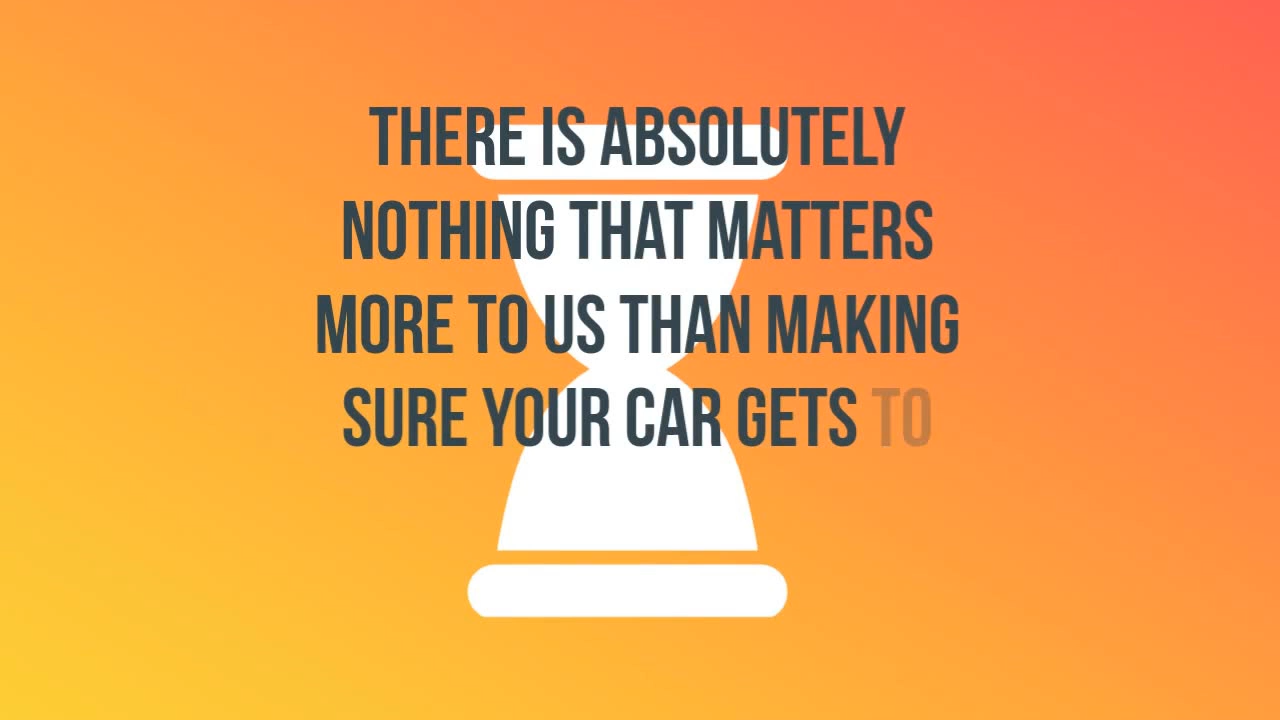 THERE IS ABSOLUTELY
NOTHING THAT MATTERS
MORE TO US THAN MAKING
SURE YOUR CAR GETS TO